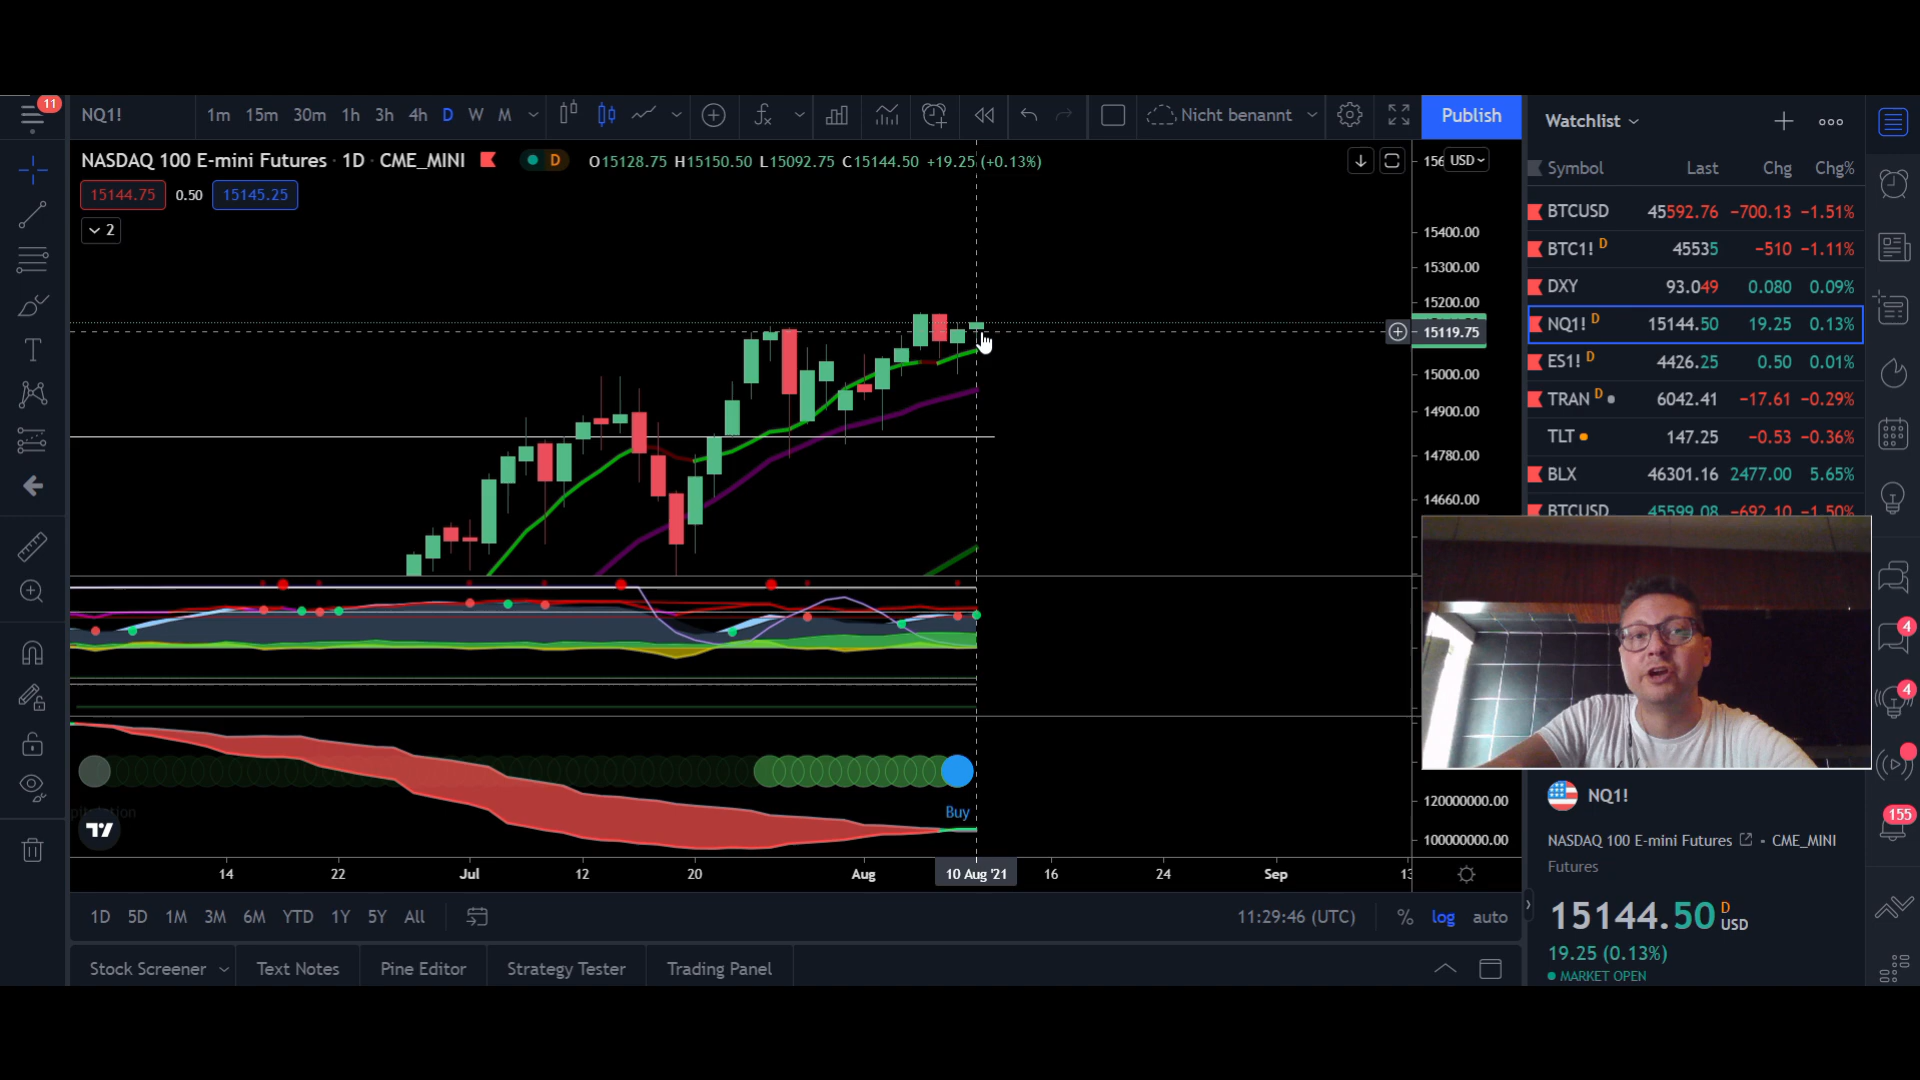 11
NQ1!
1m 15m 30m 1h 3h 4h D W M
Nicht benannt
Publish
Watchlist
NASDAQ 100 E-mini Futures · 1D · CME_MINI
D
O15128.75 H15150.50 L15092.75 C15144.50 +19.25 (+0.13%)
USD
15144.75 0.50 15145.25
2
Symbol Last Chg Chg%
BTCUSD 45592.76 −700.13 −1.51%
BTC1! D 45535 −510 −1.11%
DXY 93.049 0.080 0.09%
NQ1! D 15144.50 19.25 0.13%
ES1! D 4426.25 0.50 0.01%
TRAN D 6042.41 −17.61 −0.29%
TLT 147.25 −0.53 −0.36%
BLX 46301.16 2477.00 5.65%
BTCUSD 45599.08 −692.10 −1.50%
15400.00
15300.00
15200.00
15119.75
15000.00
14900.00
14780.00
14660.00
4
4
155
Buy
120000000.00
100000000.00
14 22 Jul 12 20 Aug 10 Aug '21 16 24 Sep
NQ1!
NASDAQ 100 E-mini Futures • CME_MINI
Futures
15144.50 D USD
19.25 (0.13%)
MARKET OPEN
1D 5D 1M 3M 6M YTD 1Y 5Y All
11:29:46 (UTC) % log auto
Stock Screener Text Notes Pine Editor Strategy Tester Trading Panel